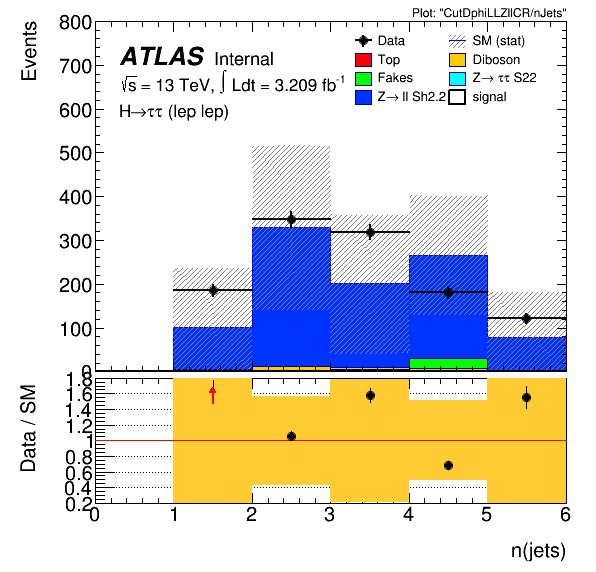 Plot: "CutDphiLLZllCR/nJets"
Events
800
700
600
500
400
300
200
100
0
ATLAS Internal
√s = 13 TeV, ∫ Ldt = 3.209 fb⁻¹
H→ττ (lep lep)
Data
SM (stat)
Top
Diboson
Fakes
Z→ ττ S22
Z→ ll Sh2.2
signal
Data / SM
1.8
1.6
1.4
1.2
1
0.8
0.6
0.4
0.2
0 1 2 3 4 5 6
n(jets)